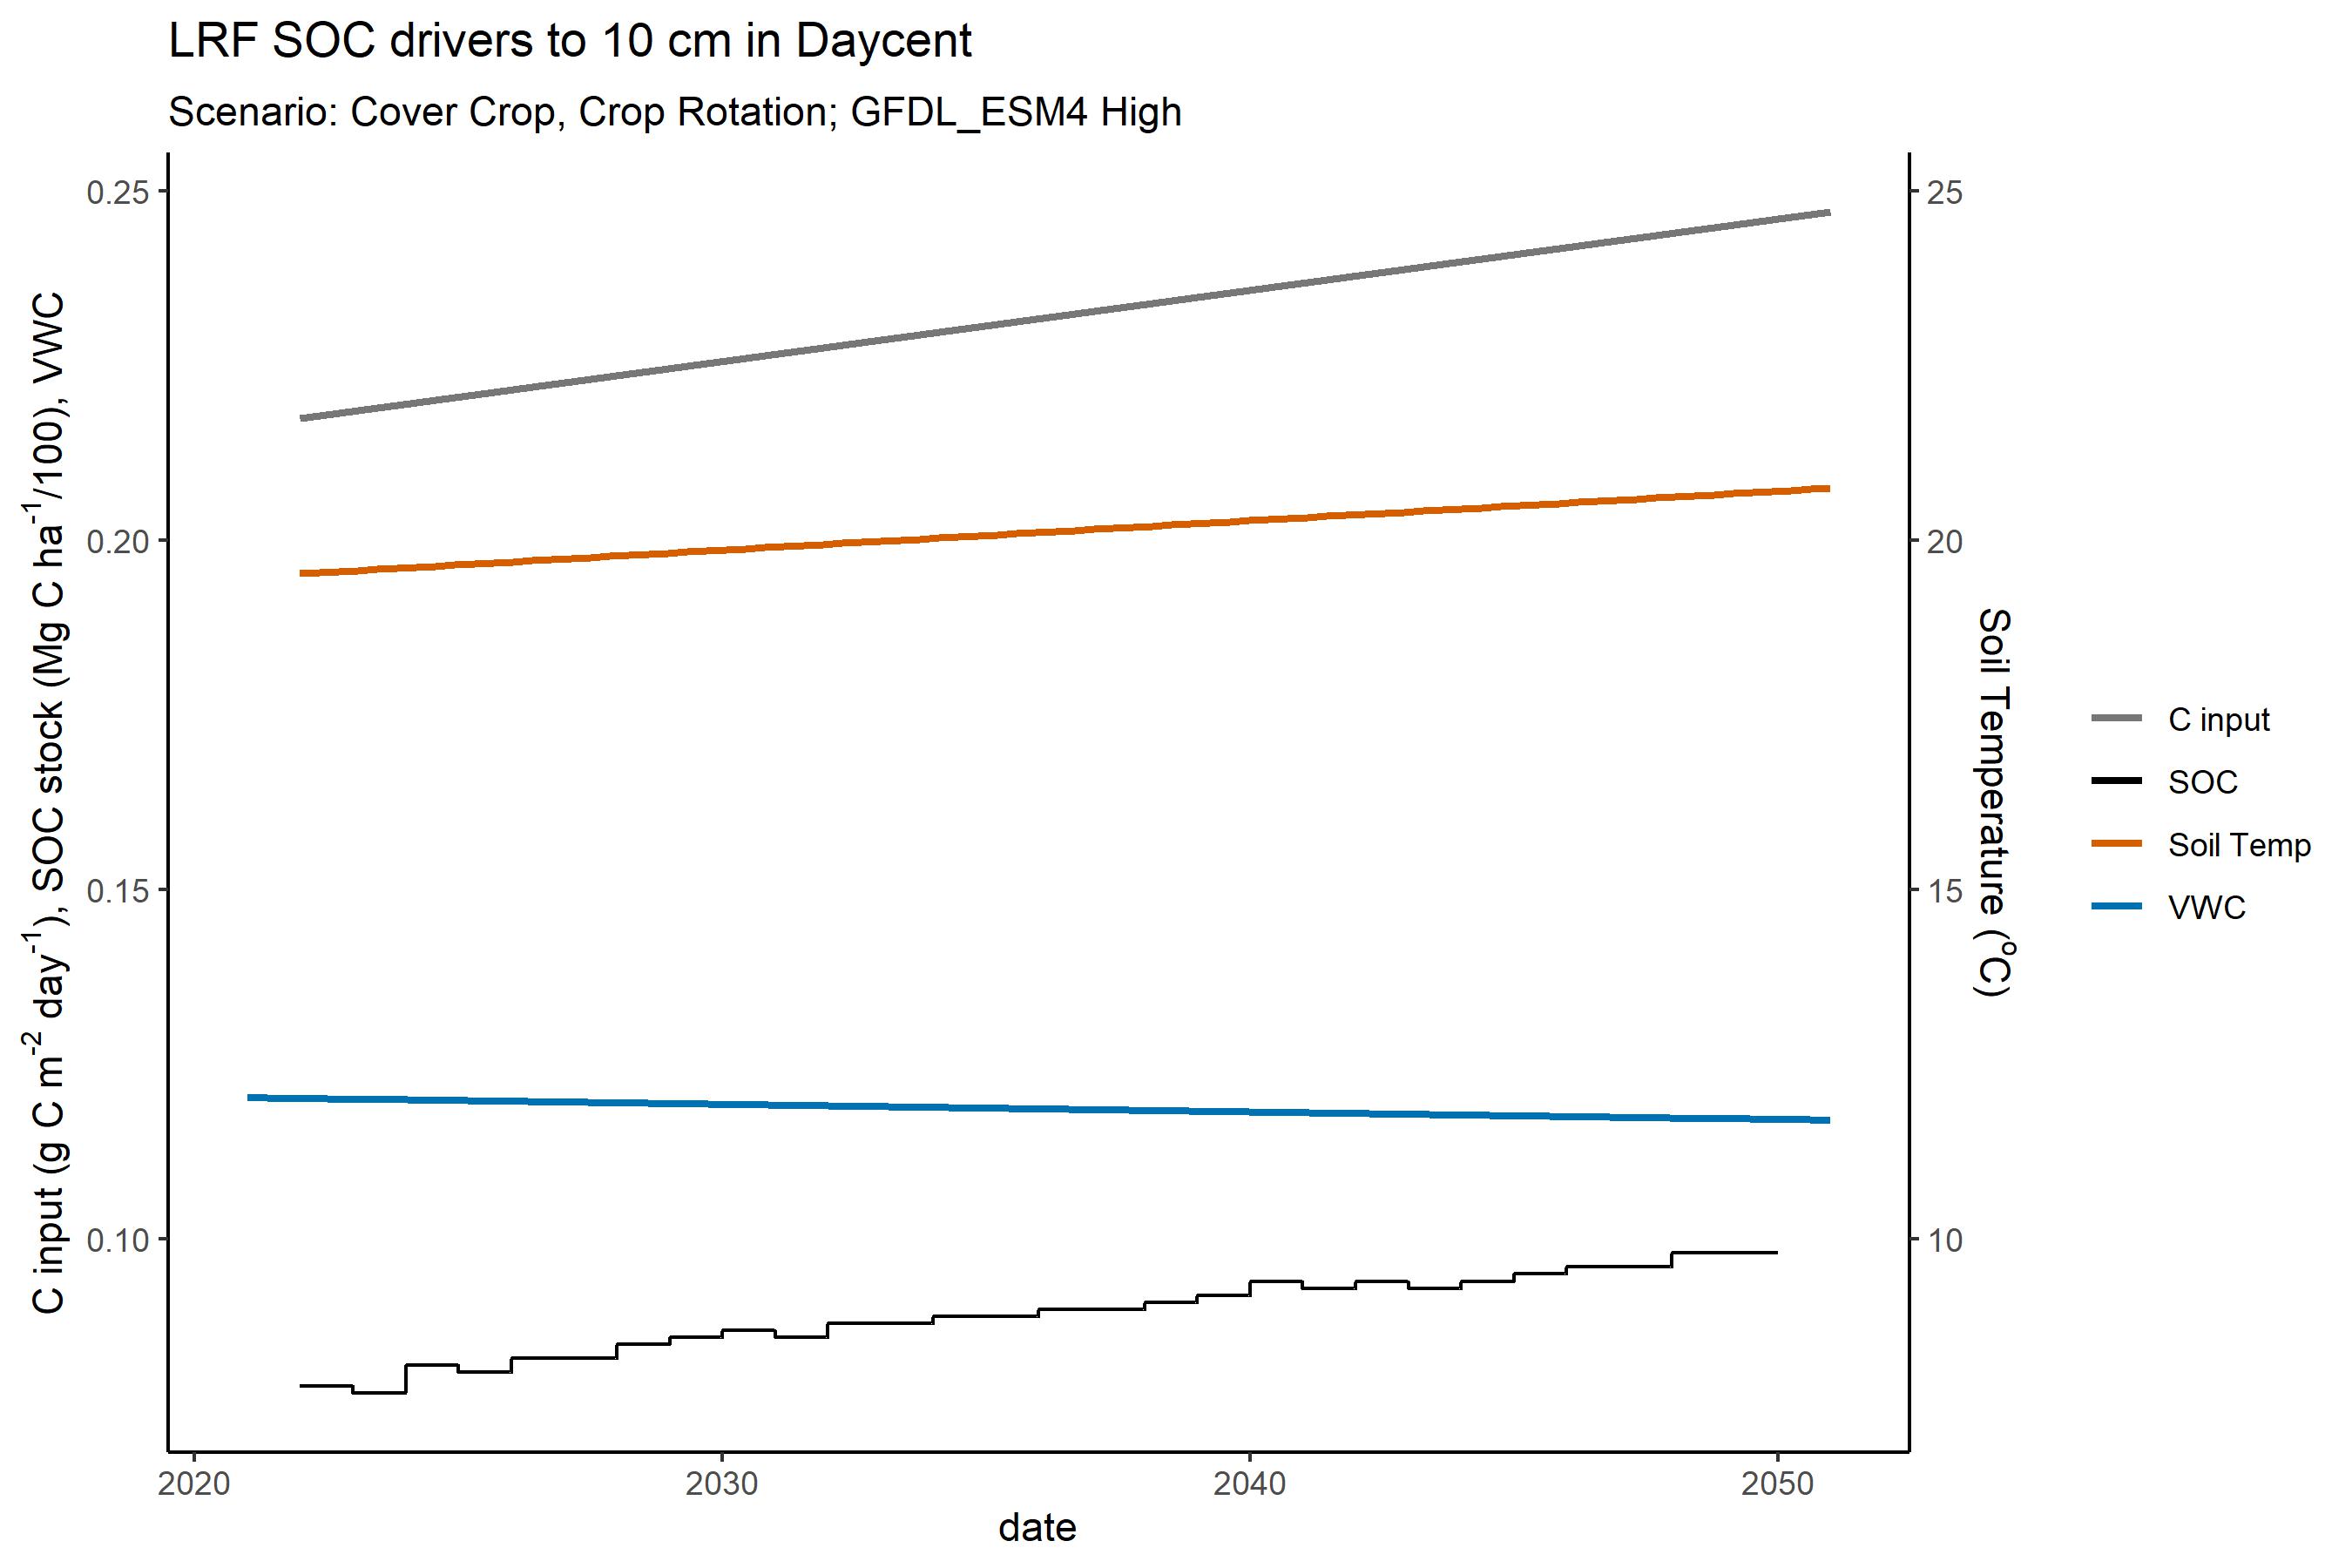 LRF SOC drivers to 10 cm in Daycent
Scenario: Cover Crop, Crop Rotation; GFDL_ESM4 High
C input (g C m⁻² day⁻¹), SOC stock (Mg C ha⁻¹/100), VWC
0.25
0.20
0.15
0.10
25
20
15
10
Soil Temperature (°C)
C input
SOC
Soil Temp
VWC
2020
2030
2040
2050
date